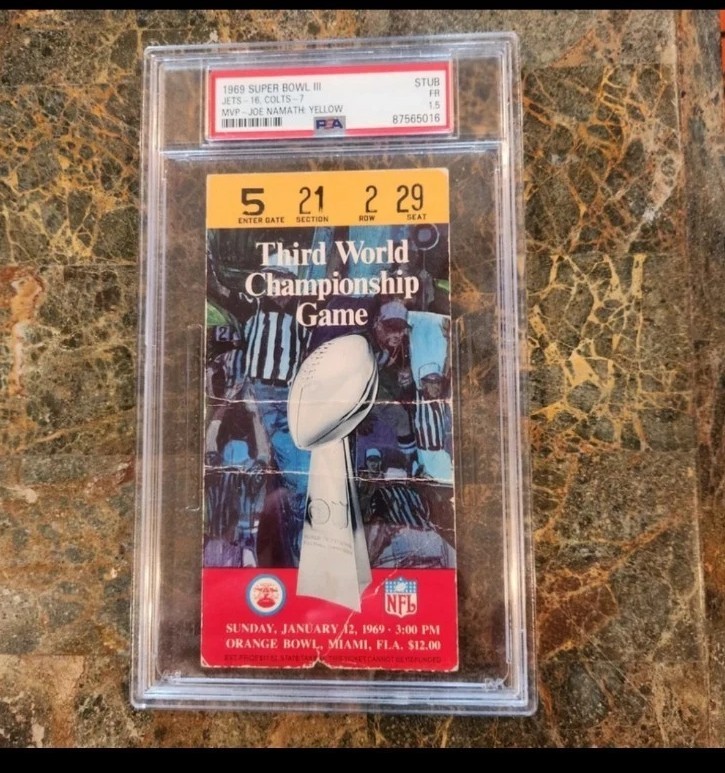 1969 SUPER BOWL III STUB
JETS - 16, COLTS - 7 FR
MVP - JOE NAMATH: YELLOW 1.5
PSA 87565016
5 21 2 29
ENTER GATE SECTION ROW SEAT
Third World
Championship
Game
NFL
SUNDAY, JANUARY 12, 1969 · 3:00 PM
ORANGE BOWL, MIAMI, FLA. $12.00